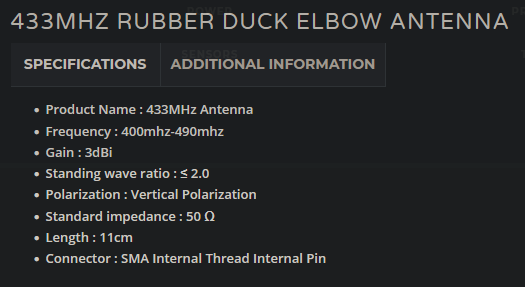 433MHZ RUBBER DUCK ELBOW ANTENNA
SPECIFICATIONS
ADDITIONAL INFORMATION
• Product Name : 433MHz Antenna
• Frequency : 400mhz-490mhz
• Gain : 3dBi
• Standing wave ratio : ≤ 2.0
• Polarization : Vertical Polarization
• Standard impedance : 50 Ω
• Length : 11cm
• Connector : SMA Internal Thread Internal Pin